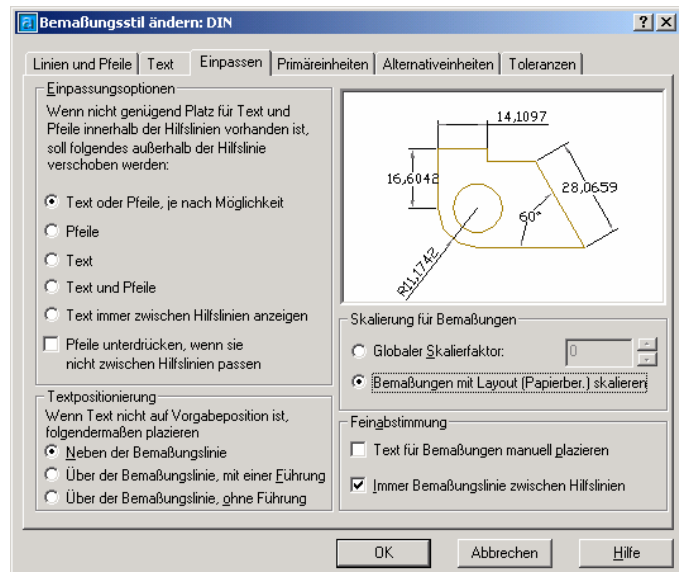 Bemaßungsstil ändern: DIN
Linien und Pfeile
Text
Einpassen
Primäreinheiten
Alternativeinheiten
Toleranzen
Einpassungsoptionen
Wenn nicht genügend Platz für Text und
Pfeile innerhalb der Hilfslinien vorhanden ist,
soll folgendes außerhalb der Hilfslinie
verschoben werden:
Text oder Pfeile, je nach Möglichkeit
Pfeile
Text
Text und Pfeile
Text immer zwischen Hilfslinien anzeigen
Pfeile unterdrücken, wenn sie
nicht zwischen Hilfslinien passen
Textpositionierung
Wenn Text nicht auf Vorgabeposition ist,
folgendermaßen plazieren
Neben der Bemaßungslinie
Über der Bemaßungslinie, mit einer Führung
Über der Bemaßungslinie, ohne Führung
14,1097
16,6042
28,0659
60°
R11,1742
Skalierung für Bemaßungen
Globaler Skalierfaktor:
0
Bemaßungen mit Layout (Papierber.) skalieren
Feinabstimmung
Text für Bemaßungen manuell plazieren
Immer Bemaßungslinie zwischen Hilfslinien
OK
Abbrechen
Hilfe